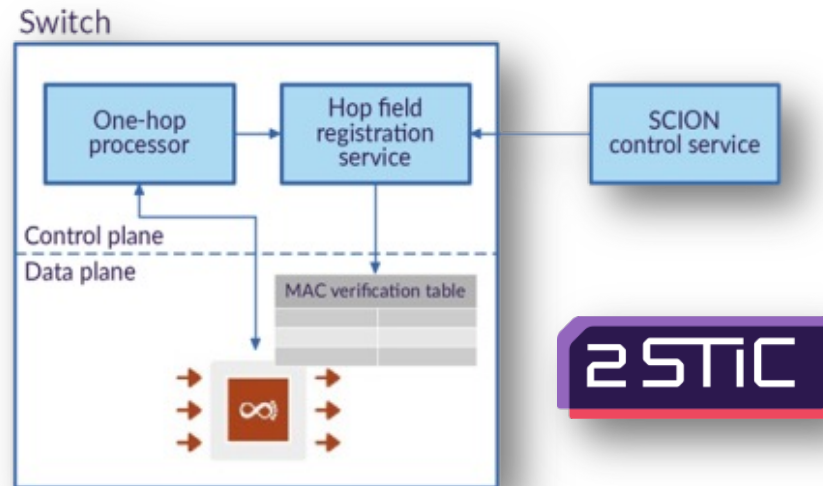 Switch
One-hop
processor
Hop field
registration
service
SCION
control service
Control plane
Data plane
MAC verification table
2STiC